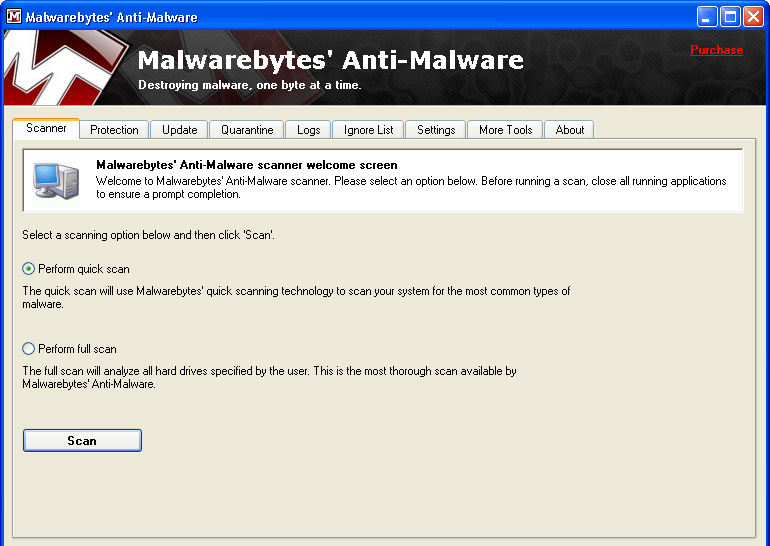 Malwarebytes' Anti-Malware
Malwarebytes' Anti-Malware
Purchase
Destroying malware, one byte at a time.
Scanner Protection Update Quarantine Logs Ignore List Settings More Tools About
Malwarebytes' Anti-Malware scanner welcome screen
Welcome to Malwarebytes' Anti-Malware scanner. Please select an option below. Before running a scan, close all running applications
to ensure a prompt completion.
Select a scanning option below and then click 'Scan'.
Perform quick scan
The quick scan will use Malwarebytes' quick scanning technology to scan your system for the most common types of
malware.
Perform full scan
The full scan will analyze all hard drives specified by the user. This is the most thorough scan available by
Malwarebytes' Anti-Malware.
Scan